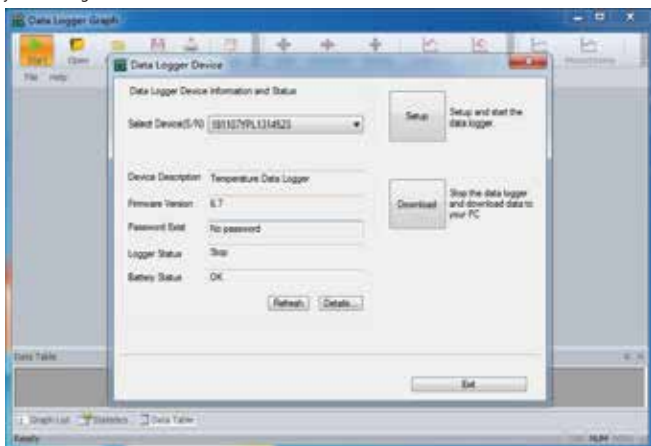 Data Logger Graph
Start Open
File Help
Data Logger Device
Data Logger Device Information and Status
Select Device(S/N)
Setup
Setup and start the
data logger.
Device Description Temperature Data Logger
Firmware Version 6.7
Password Exist No password
Logger Status Stop
Battery Status OK
Download
Stop the data logger
and download data to
your PC
Refresh Details...
Data Table
Exit
Graph List Statistics Data Table
Ready NUM